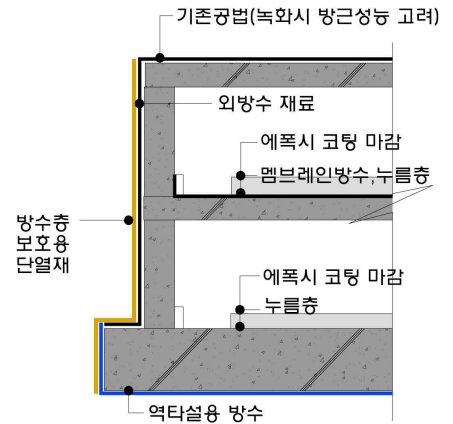 기존공법(녹화시 방근성능 고려)
외방수 재료
에폭시 코팅 마감
멤브레인방수,누름층
방수층
보호용
단열재
에폭시 코팅 마감
누름층
역타설용 방수